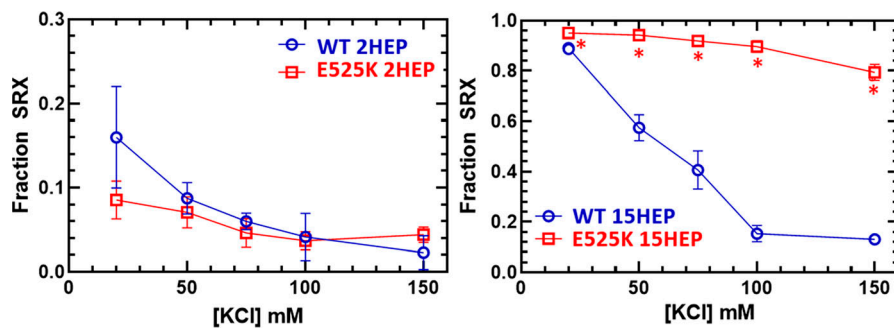 0.3
0.2
0.1
0.0
Fraction SRX
WT 2HEP
E525K 2HEP
0 50 100 150
[KCl] mM
1.0
0.8
0.6
0.4
0.2
0.0
Fraction SRX
* * * * *
WT 15HEP
E525K 15HEP
0 50 100 150
[KCl] mM